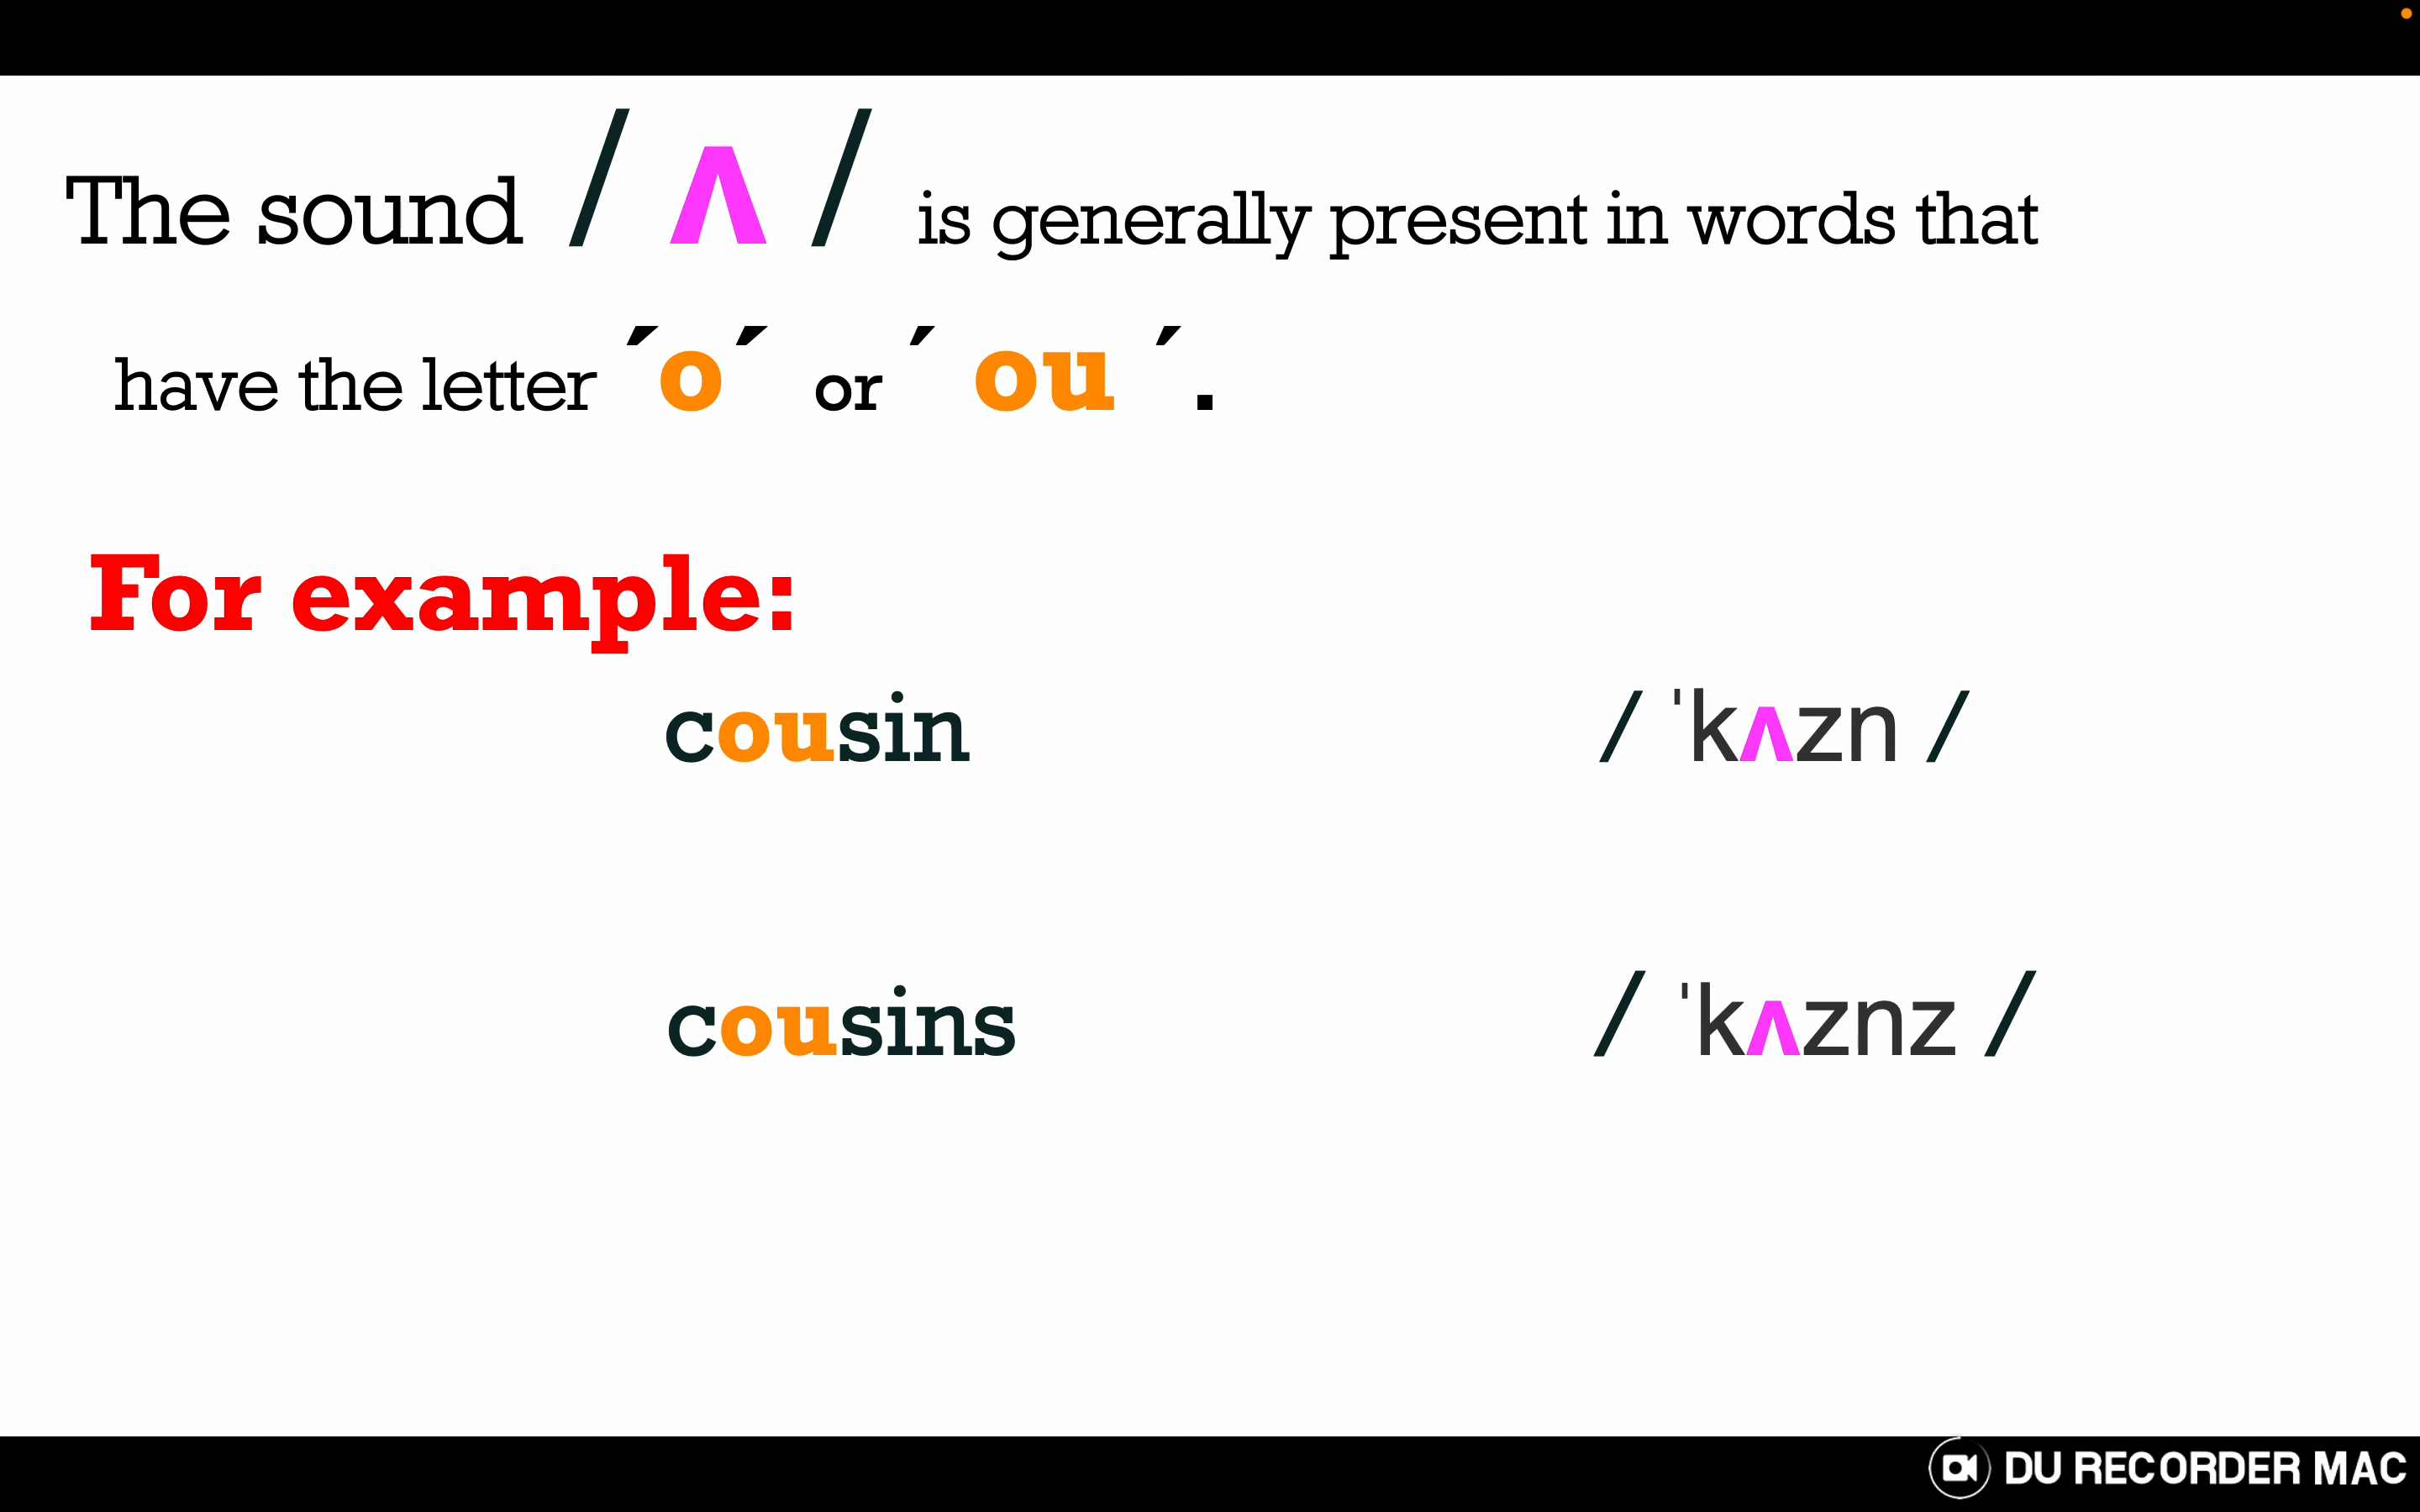 The sound / ʌ / is generally present in words that
have the letter ´o´ or ´ ou ´.
For example:
cousin / ˈkʌzn /
cousins / ˈkʌznz /
DU RECORDER MAC